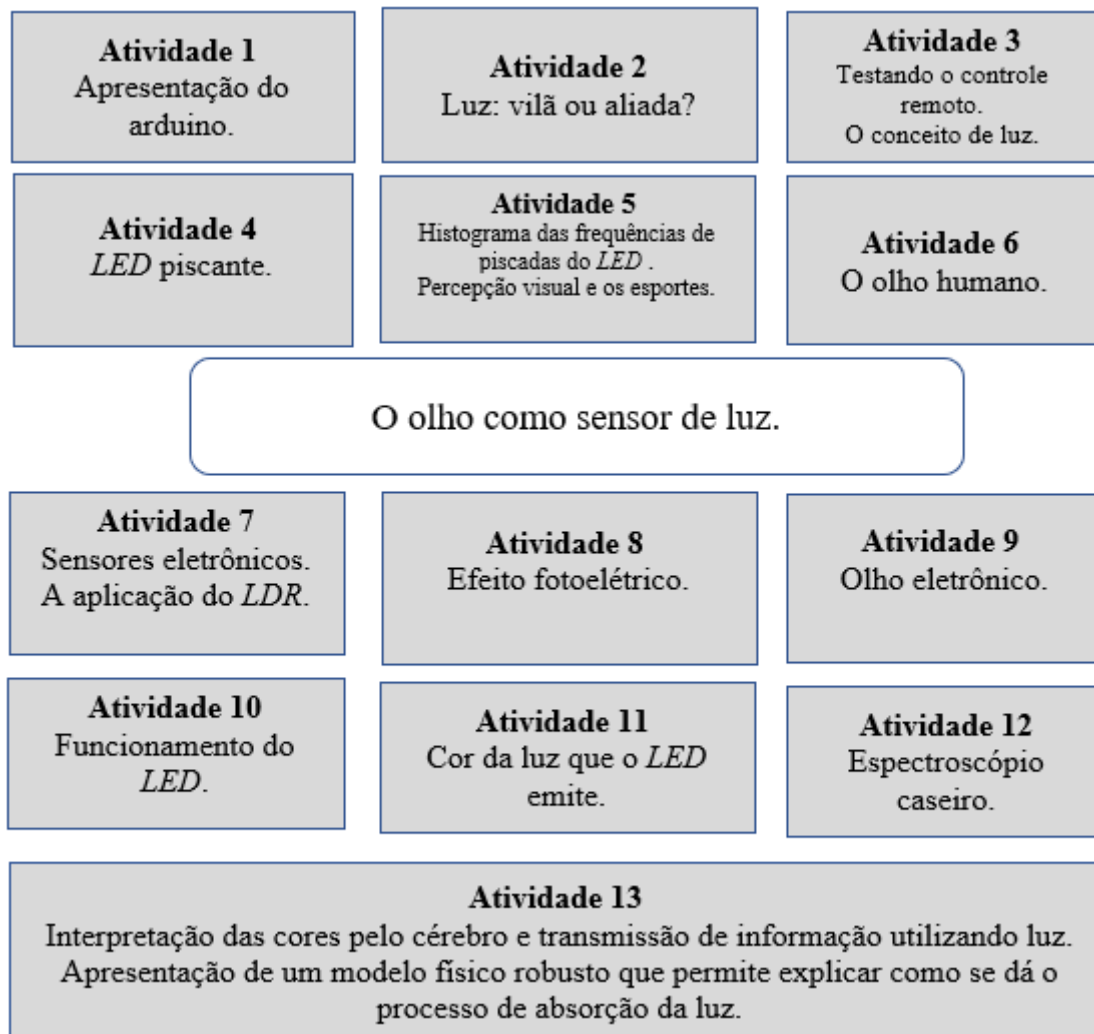 Atividade 1
Apresentação do
arduino.
Atividade 2
Luz: vilã ou aliada?
Atividade 3
Testando o controle
remoto.
O conceito de luz.
Atividade 4
LED piscante.
Atividade 5
Histograma das frequências de
piscadas do LED .
Percepção visual e os esportes.
Atividade 6
O olho humano.
O olho como sensor de luz.
Atividade 7
Sensores eletrônicos.
A aplicação do LDR.
Atividade 8
Efeito fotoelétrico.
Atividade 9
Olho eletrônico.
Atividade 10
Funcionamento do
LED.
Atividade 11
Cor da luz que o LED
emite.
Atividade 12
Espectroscópio
caseiro.
Atividade 13
Interpretação das cores pelo cérebro e transmissão de informação utilizando luz.
Apresentação de um modelo físico robusto que permite explicar como se dá o
processo de absorção da luz.